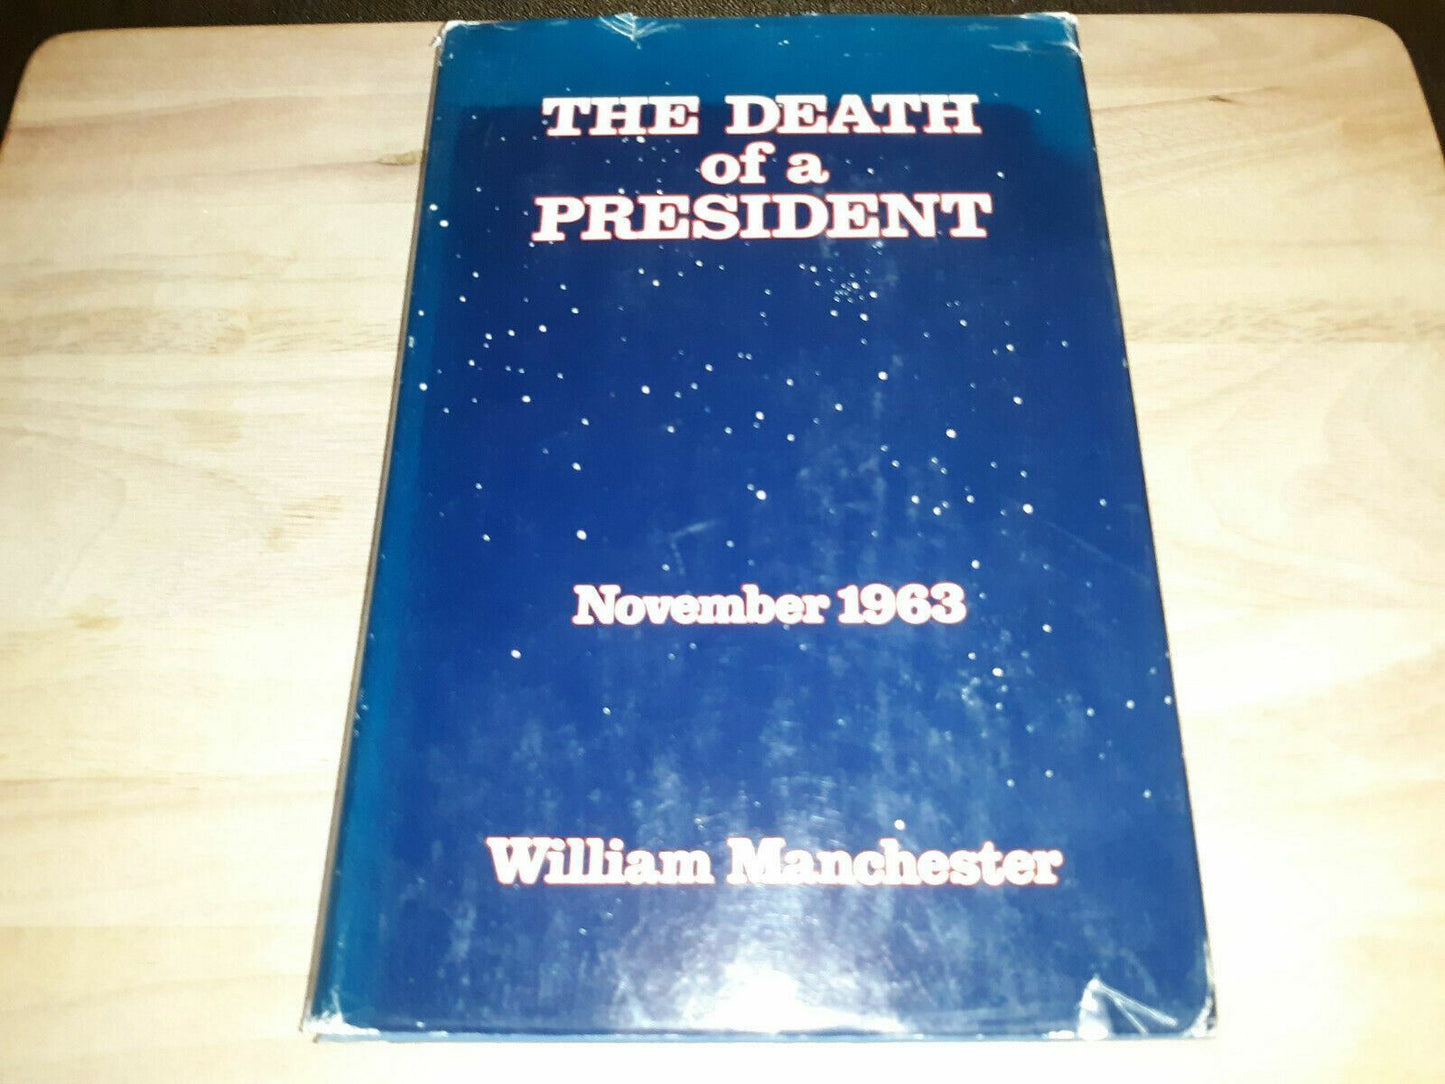 THE DEATH
of a
PRESIDENT
November 1963
William Manchester